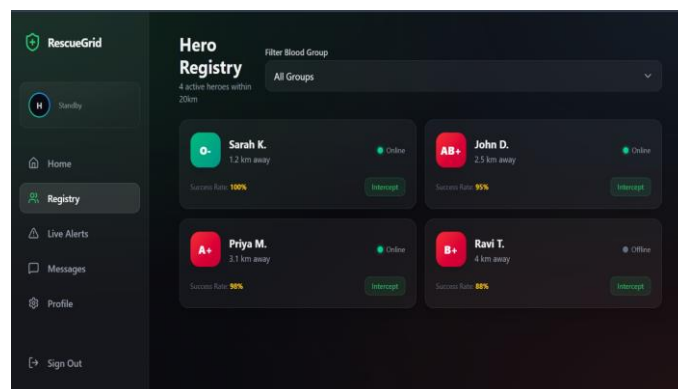 RescueGrid
H Standby
Home
Registry
Live Alerts
Messages
Profile
Sign Out
Hero
Registry
4 active heroes within
20km
Filter Blood Group
All Groups
O- Sarah K. Online
1.2 km away
Success Rate: 100% Intercept
AB+ John D. Online
2.5 km away
Success Rate: 95% Intercept
A+ Priya M. Online
3.1 km away
Success Rate: 98% Intercept
B+ Ravi T. Offline
4 km away
Success Rate: 88% Intercept